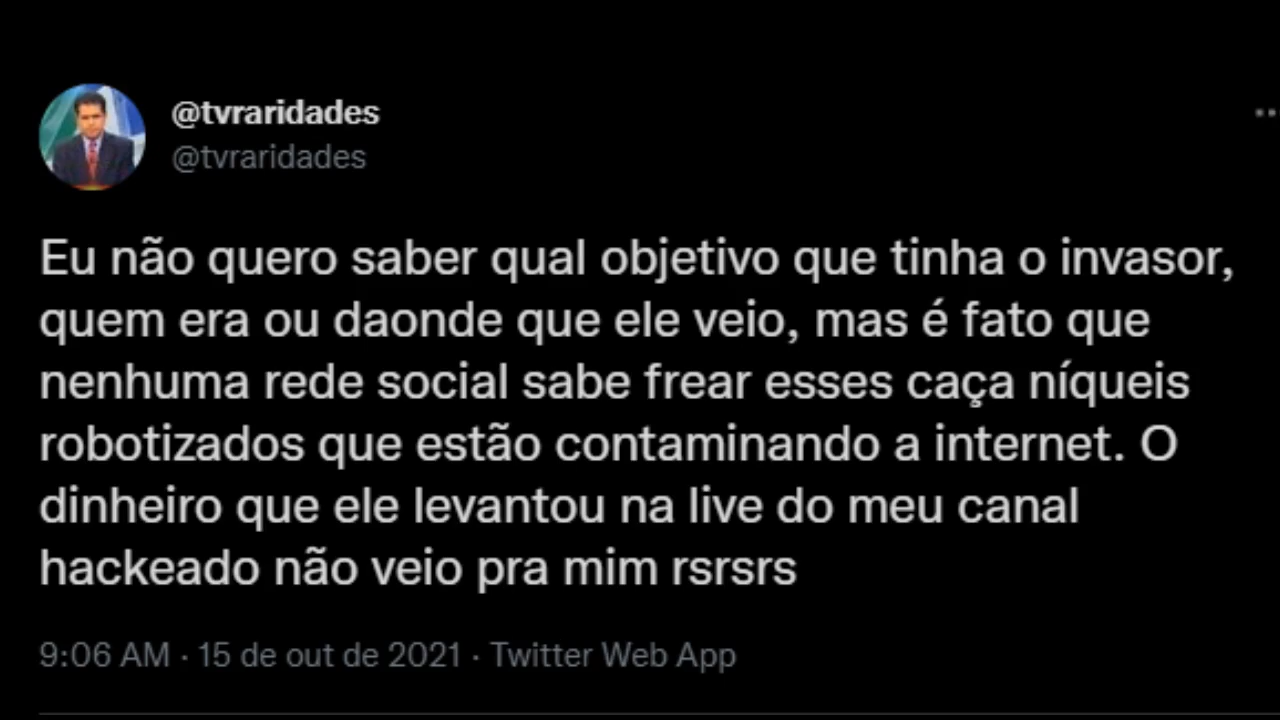 @tvraridades
@tvraridades
Eu não quero saber qual objetivo que tinha o invasor,
quem era ou daonde que ele veio, mas é fato que
nenhuma rede social sabe frear esses caça níqueis
robotizados que estão contaminando a internet. O
dinheiro que ele levantou na live do meu canal
hackeado não veio pra mim rsrsrs
9:06 AM · 15 de out de 2021 · Twitter Web App